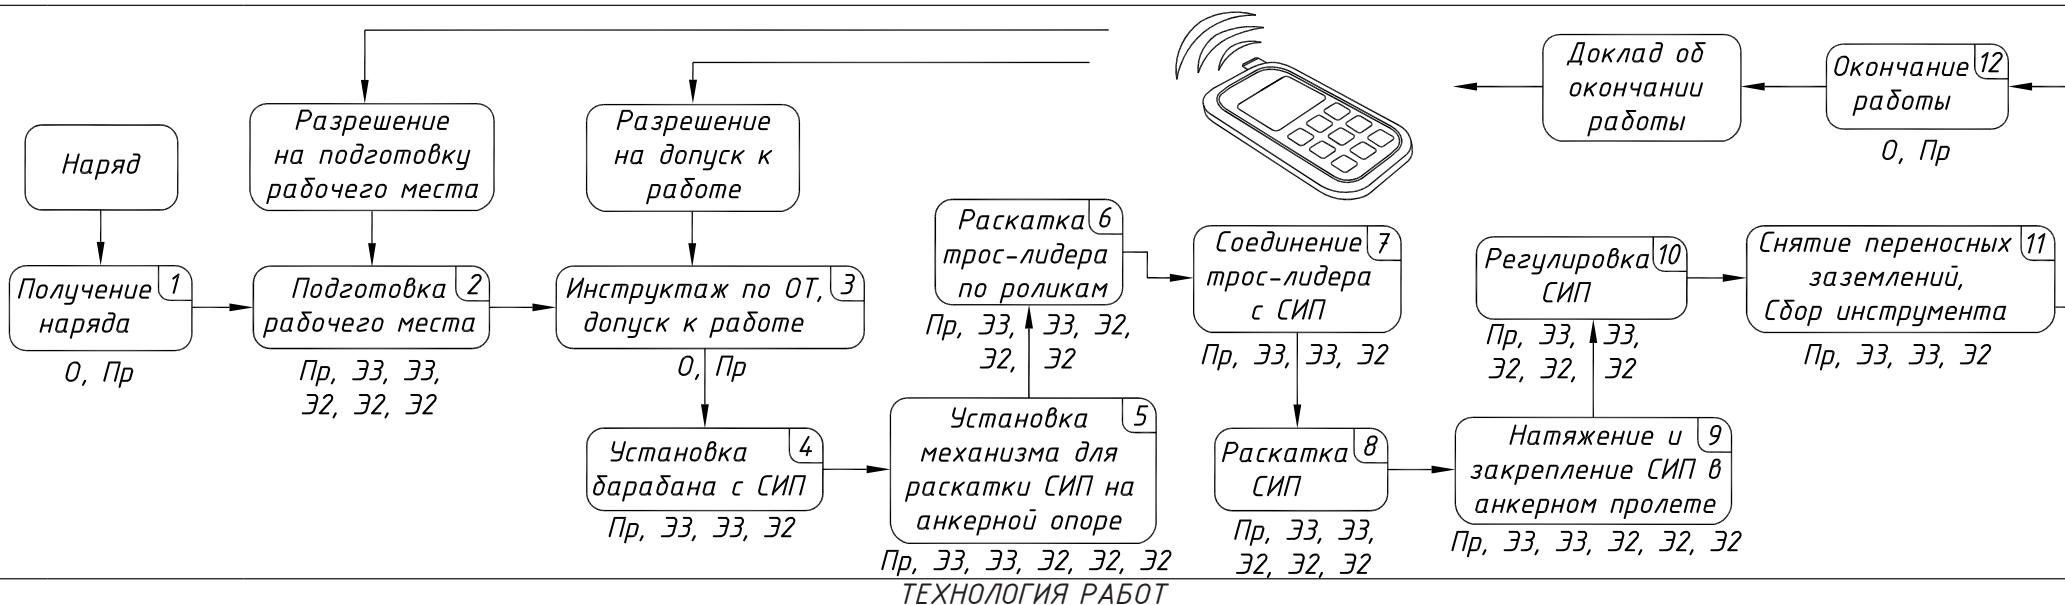 Наряд
Получение 1
наряда
О, Пр
Разрешение
на подготовку
рабочего места
Подготовка 2
рабочего места
Пр, Э3, Э3,
Э2, Э2, Э2
Разрешение
на допуск к
работе
Инструктаж по ОТ, 3
допуск к работе
О, Пр
Установка 4
барабана с СИП
Пр, Э3, Э3, Э2
Установка 5
механизма для
раскатки СИП на
анкерной опоре
Пр, Э3, Э3, Э2, Э2, Э2
Раскатка 6
трос-лидера
по роликам
Пр, Э3, Э3, Э2,
Э2, Э2
Соединение 7
трос-лидера
с СИП
Пр, Э3, Э3, Э2
Раскатка 8
СИП
Пр, Э3, Э3,
Э2, Э2, Э2
Натяжение и 9
закрепление СИП в
анкерном пролете
Пр, Э3, Э3, Э2, Э2, Э2
Регулировка 10
СИП
Пр, Э3, Э3,
Э2, Э2, Э2
Снятие переносных 11
заземлений,
Сбор инструмента
Пр, Э3, Э3, Э2
Окончание 12
работы
О, Пр
Доклад об
окончании
работы
ТЕХНОЛОГИЯ РАБОТ